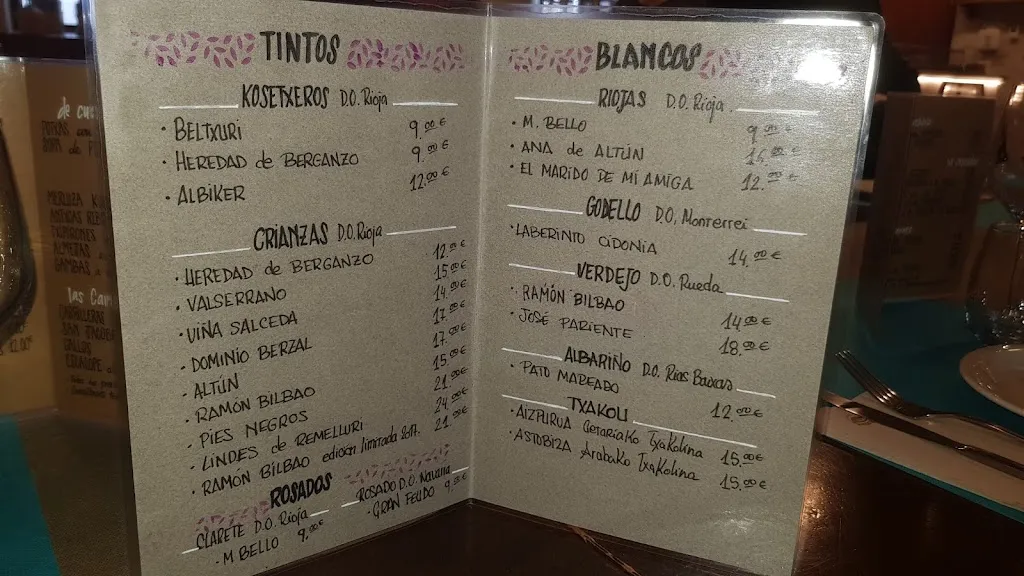 TINTOS
KOSETXEROS D.O. Rioja
· BELTXURI 9.00€
· HEREDAD de BERGANZO 9.00€
· ALBIKER 12.00€
CRIANZAS D.O. Rioja
· HEREDAD de BERGANZO 12.00€
· VALSERRANO 15.00€
· VIÑA SALCEDA 14.00€
· DOMINIO BERZAL 17.00€
· ALTÚN 17.00€
· RAMÓN BILBAO 15.00€
· PIES NEGROS 21.00€
· LINDES de REMELLURI 24.00€
· RAMÓN BILBAO edición limitada 2017. 21.00€
ROSADOS
CLARETE D.O. Rioja
· M BELLO 9.00€
ROSADO D.O. Navarra
· GRAN FEUDO 9.50€
BLANCOS
RIOJAS D.O. Rioja.
· M. BELLO 9.00€
· ANA de ALTÚN 14.00€
· EL MARIDO DE MI AMIGA 12.00€
GODELLO D.O. Monterrei
· LABERINTO CIDONIA 14.00€
VERDEJO D.O. Rueda
· RAMÓN BILBAO 14.00€
· JOSÉ PARIENTE 18.00€
ALBARIÑO D.O. Rías Baixas
· PATO MAREADO 12.00€
TXAKOLI
· AIZPURUA Getariako Txakolina 15.00€
· ASTOBIZA Arabako Txakolina 15.00€